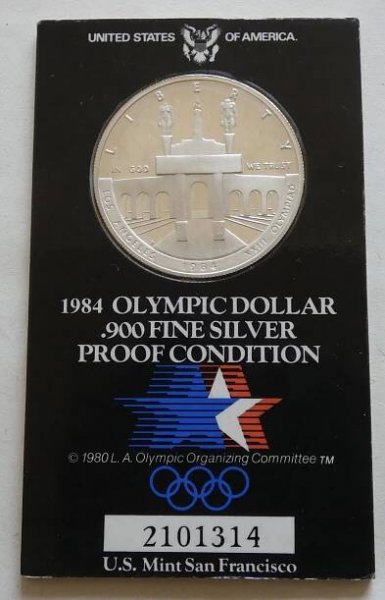 UNITED STATES OF AMERICA.
LIBERTY
IN GOD WE TRUST
LOS ANGELES 1984 XXIII OLYMPIAD
1984 OLYMPIC DOLLAR
.900 FINE SILVER
PROOF CONDITION
© 1980 L.A. Olympic Organizing Committee TM
2101314
U.S. Mint San Francisco